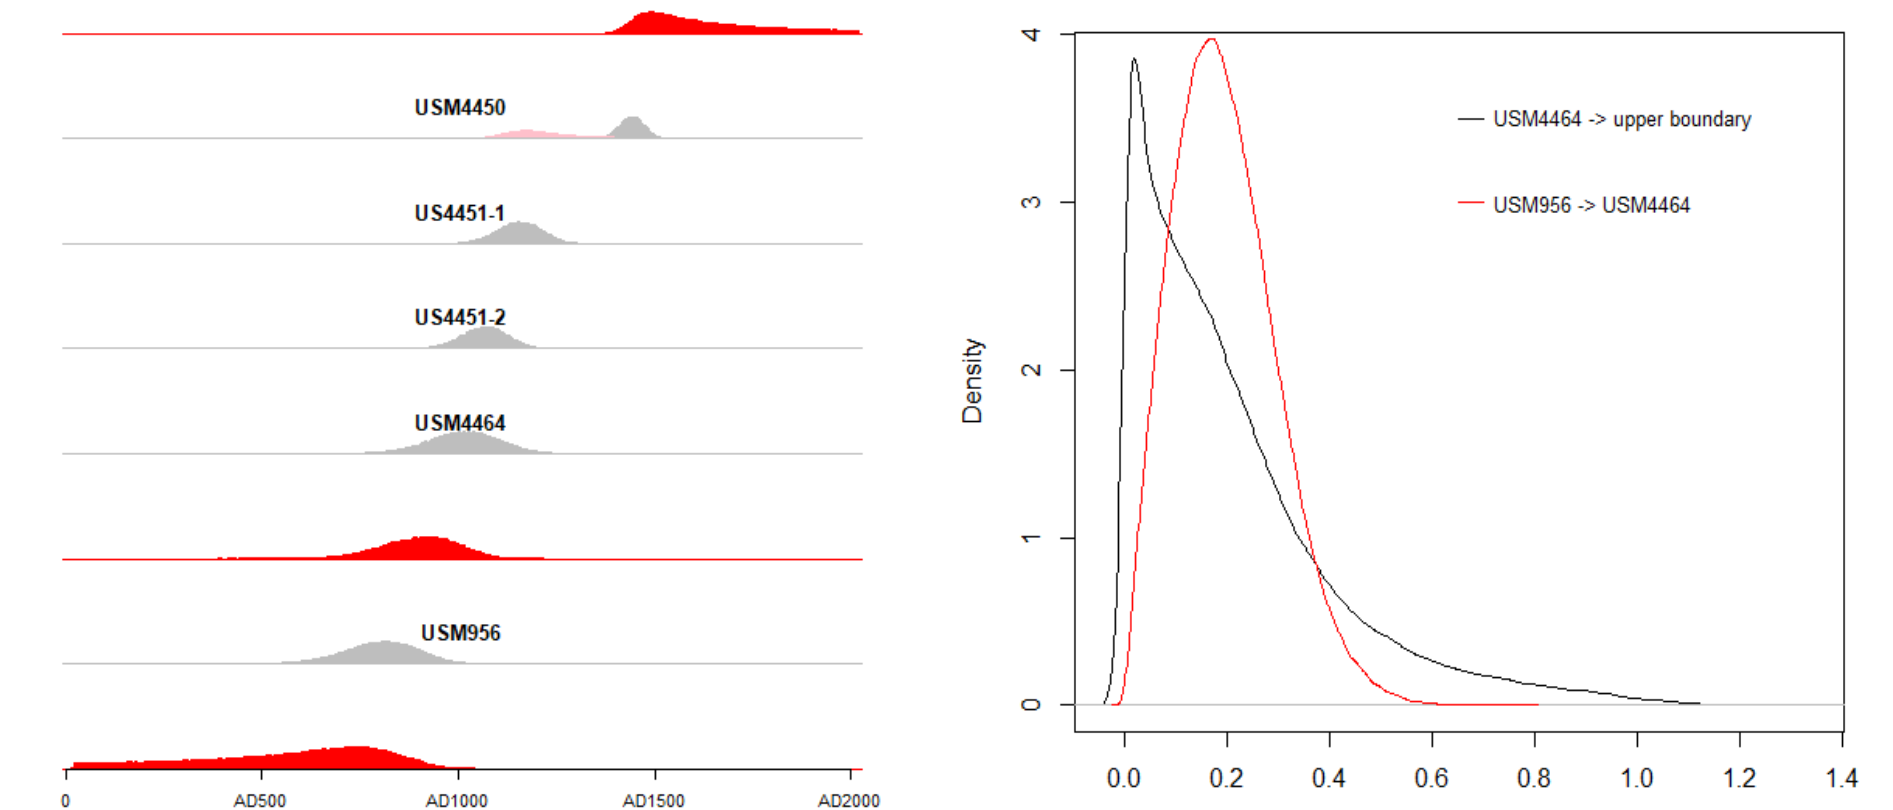 USM4450
US4451-1
US4451-2
USM4464
USM956
0 AD500 AD1000 AD1500 AD2000
Density
4
3
2
1
0
USM4464 -> upper boundary
USM956 -> USM4464
0.0 0.2 0.4 0.6 0.8 1.0 1.2 1.4